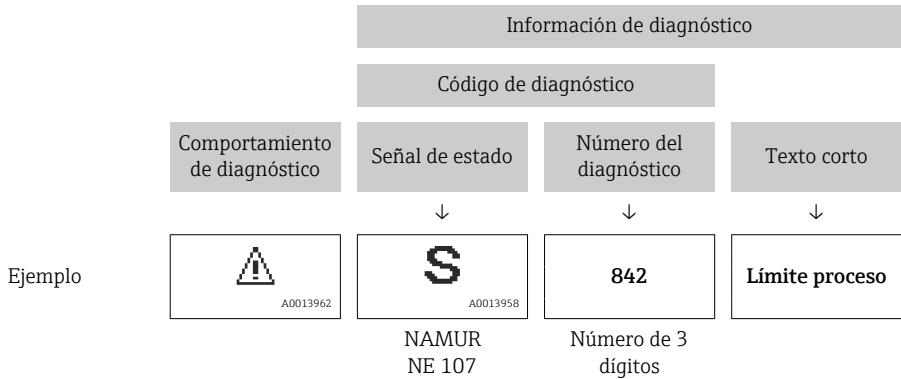 Información de diagnóstico
Código de diagnóstico
Comportamiento
de diagnóstico
Señal de estado
Número del
diagnóstico
Texto corto
↓ ↓ ↓
Ejemplo
A0013962
S
A0013958
842
Límite proceso
NAMUR
NE 107
Número de 3
dígitos